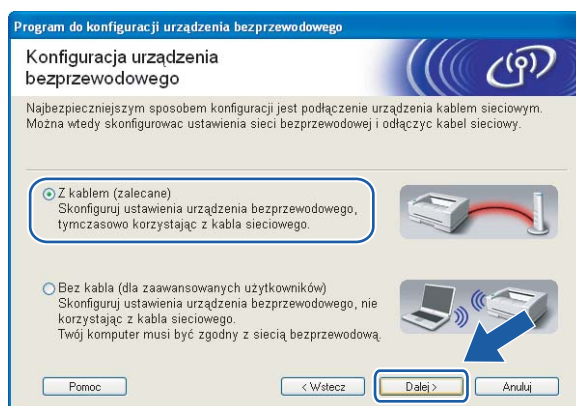 Program do konfiguracji urządzenia bezprzewodowego
Konfiguracja urządzenia
bezprzewodowego
Najbezpieczniejszym sposobem konfiguracji jest podłączenie urządzenia kablem sieciowym.
Można wtedy skonfigurowac ustawienia sieci bezprzewodowej i odłączyc kabel sieciowy.
Z kablem (zalecane)
Skonfiguruj ustawienia urządzenia bezprzewodowego,
tymczasowo korzystając z kabla sieciowego.
Bez kabla (dla zaawansowanych użytkowników)
Skonfiguruj ustawienia urządzenia bezprzewodowego, nie
korzystając z kabla sieciowego.
Twój komputer musi być zgodny z siecią bezprzewodową.
Pomoc
< Wstecz
Dalej >
Anuluj